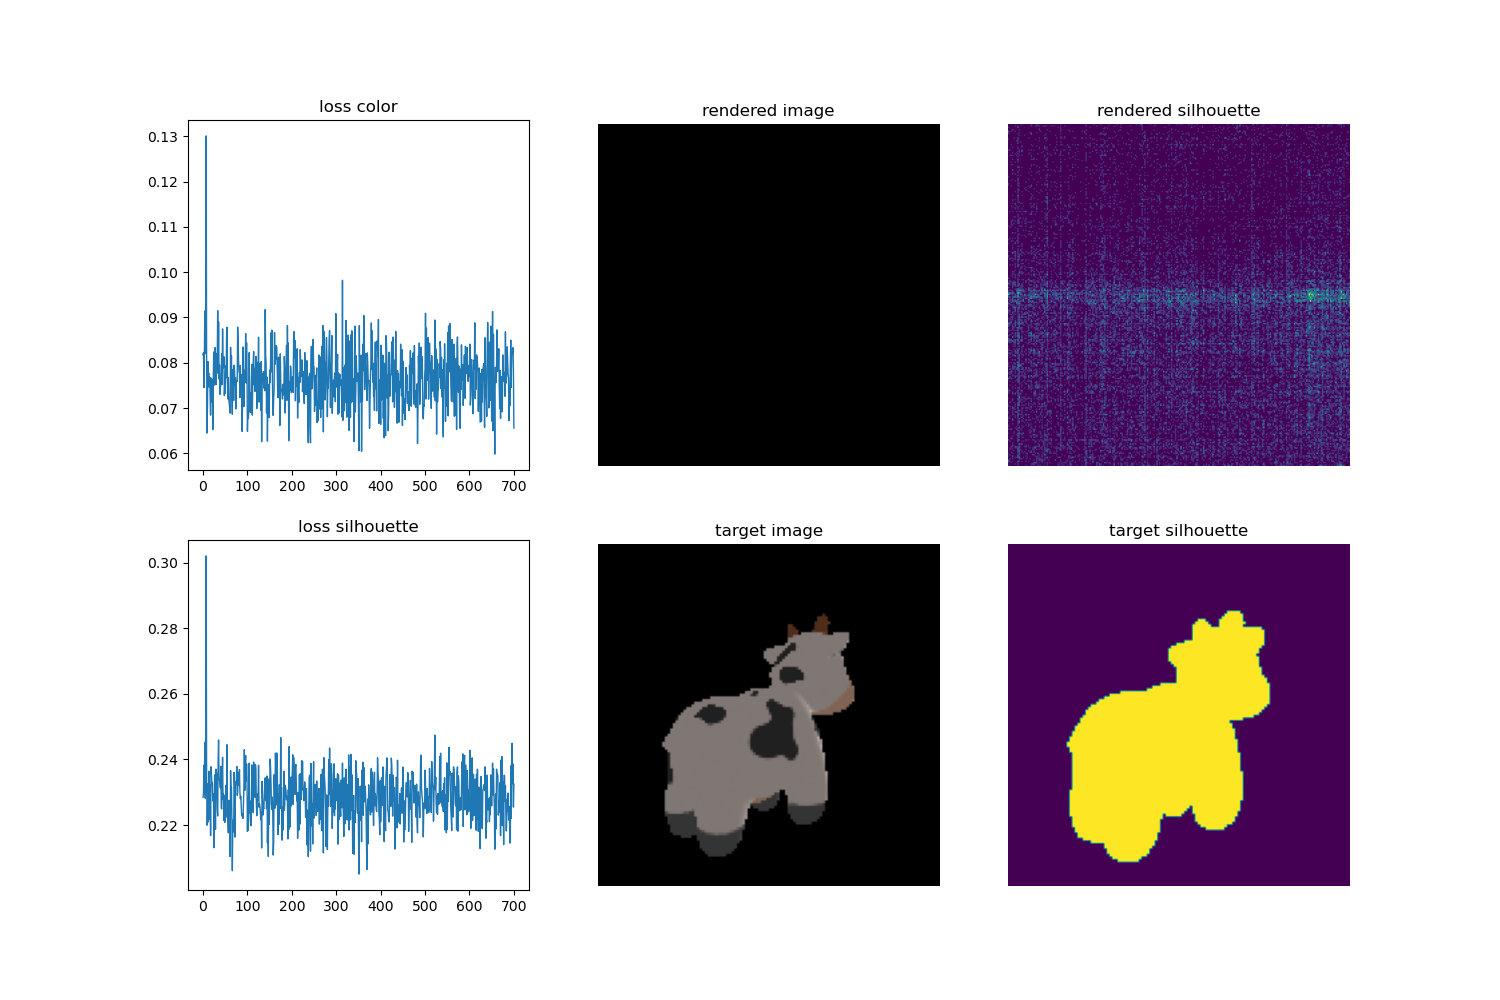 loss color
0.13
0.12
0.11
0.10
0.09
0.08
0.07
0.06
0 100 200 300 400 500 600 700
rendered image
rendered silhouette
loss silhouette
0.30
0.28
0.26
0.24
0.22
0 100 200 300 400 500 600 700
target image
target silhouette